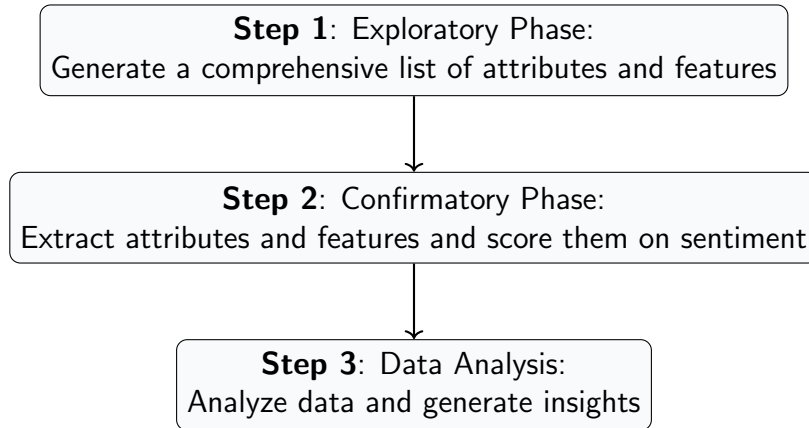 Step 1: Exploratory Phase:
Generate a comprehensive list of attributes and features
Step 2: Confirmatory Phase:
Extract attributes and features and score them on sentiment
Step 3: Data Analysis:
Analyze data and generate insights